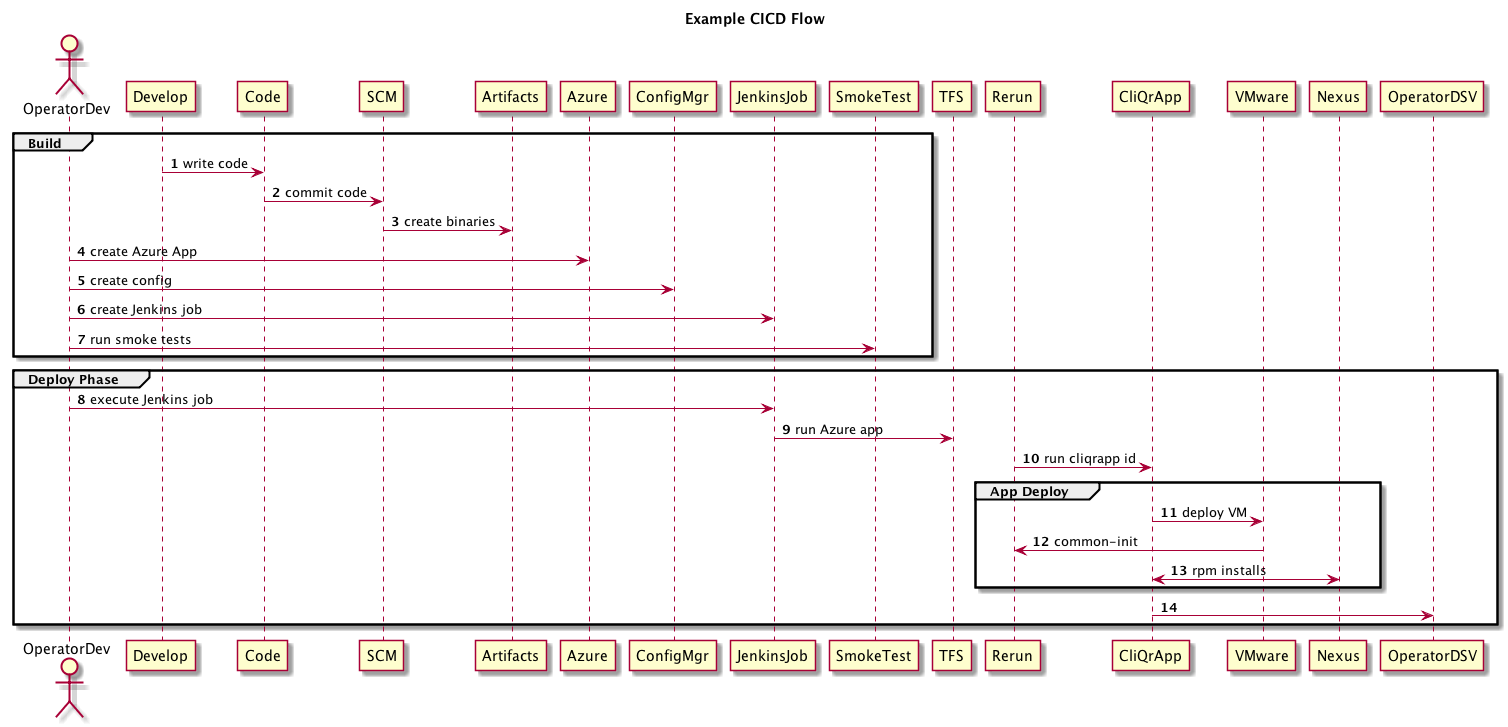 Example CICD Flow
OperatorDev Develop Code SCM Artifacts Azure ConfigMgr JenkinsJob SmokeTest TFS Rerun CliQrApp VMware Nexus OperatorDSV
Build
1 write code
2 commit code
3 create binaries
4 create Azure App
5 create config
6 create Jenkins job
7 run smoke tests
Deploy Phase
8 execute Jenkins job
9 run Azure app
10 run cliqrapp id
App Deploy
11 deploy VM
12 common-init
13 rpm installs
14
OperatorDev Develop Code SCM Artifacts Azure ConfigMgr JenkinsJob SmokeTest TFS Rerun CliQrApp VMware Nexus OperatorDSV